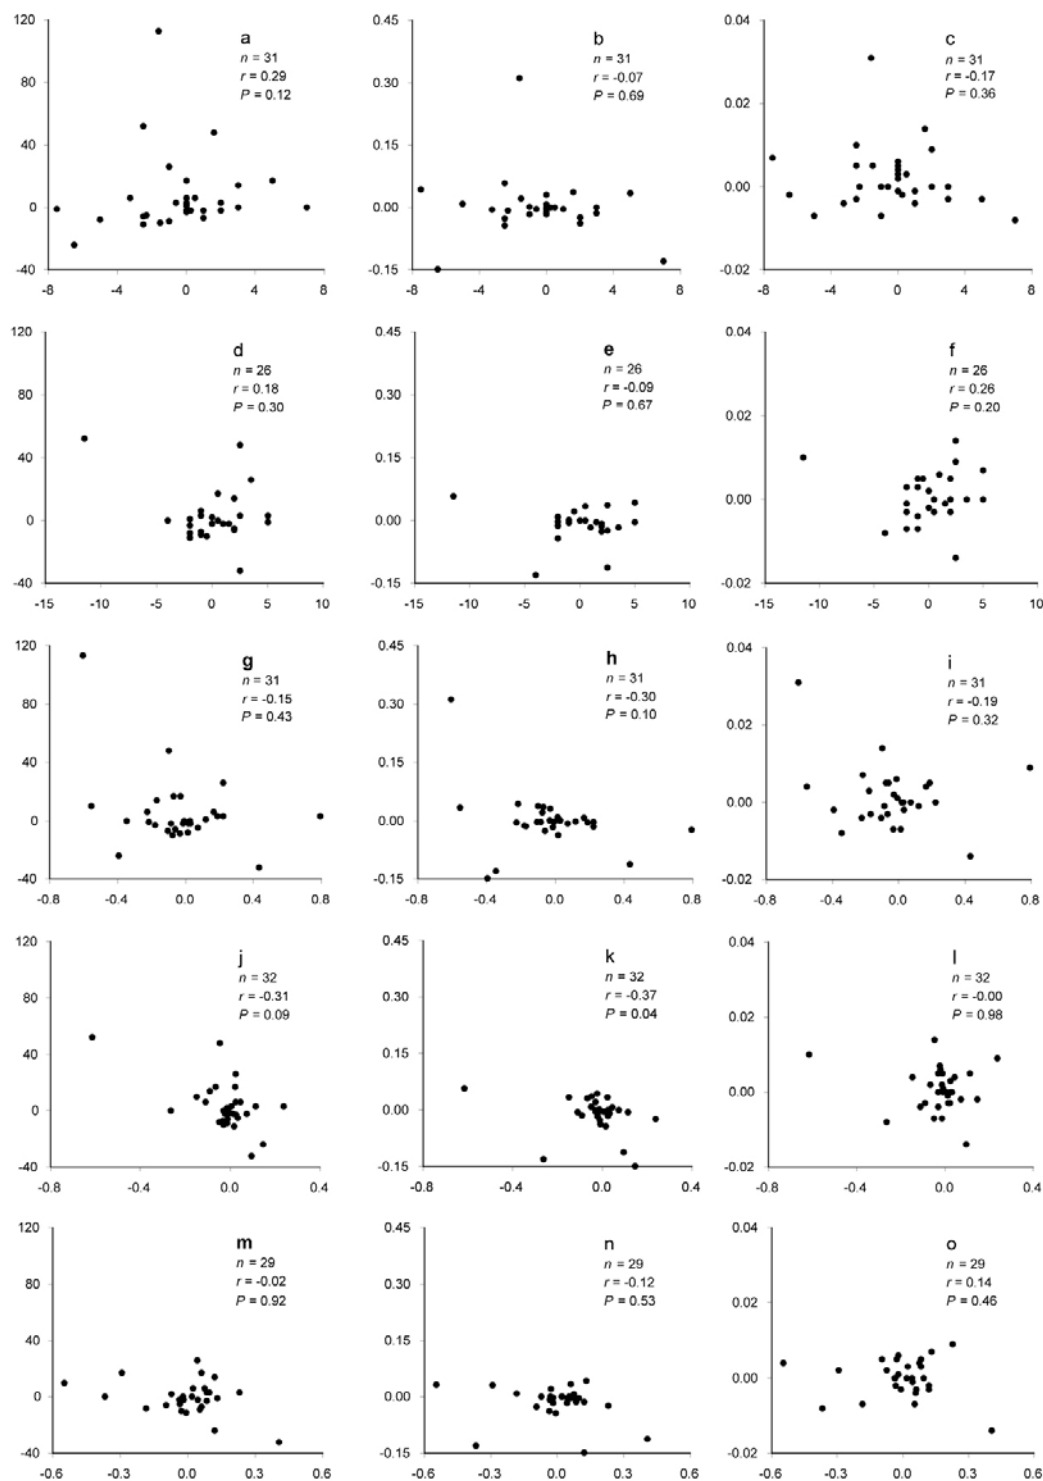 120 80 40 0 -40
a
n = 31
r = 0.29
P = 0.12
-8 -4 0 4 8
0.45 0.30 0.15 0.00 -0.15
b
n = 31
r = -0.07
P = 0.69
-8 -4 0 4 8
0.04 0.02 0.00 -0.02
c
n = 31
r = -0.17
P = 0.36
-8 -4 0 4 8
120 80 40 0 -40
d
n = 26
r = 0.18
P = 0.30
-15 -10 -5 0 5 10
0.45 0.30 0.15 0.00 -0.15
e
n = 26
r = -0.09
P = 0.67
-15 -10 -5 0 5 10
0.04 0.02 0.00 -0.02
f
n = 26
r = 0.26
P = 0.20
-15 -10 -5 0 5 10
120 80 40 0 -40
g
n = 31
r = -0.15
P = 0.43
-0.8 -0.4 0.0 0.4 0.8
0.45 0.30 0.15 0.00 -0.15
h
n = 31
r = -0.30
P = 0.10
-0.8 -0.4 0.0 0.4 0.8
0.04 0.02 0.00 -0.02
i
n = 31
r = -0.19
P = 0.32
-0.8 -0.4 0.0 0.4 0.8
120 80 40 0 -40
j
n = 32
r = -0.31
P = 0.09
-0.8 -0.4 0.0 0.4
0.45 0.30 0.15 0.00 -0.15
k
n = 32
r = -0.37
P = 0.04
-0.8 -0.4 0.0 0.4
0.04 0.02 0.00 -0.02
l
n = 32
r = -0.00
P = 0.98
-0.8 -0.4 0.0 0.4
120 80 40 0 -40
m
n = 29
r = -0.02
P = 0.92
-0.6 -0.3 0.0 0.3 0.6
0.45 0.30 0.15 0.00 -0.15
n
n = 29
r = -0.12
P = 0.53
-0.6 -0.3 0.0 0.3 0.6
0.04 0.02 0.00 -0.02
o
n = 29
r = 0.14
P = 0.46
-0.6 -0.3 0.0 0.3 0.6